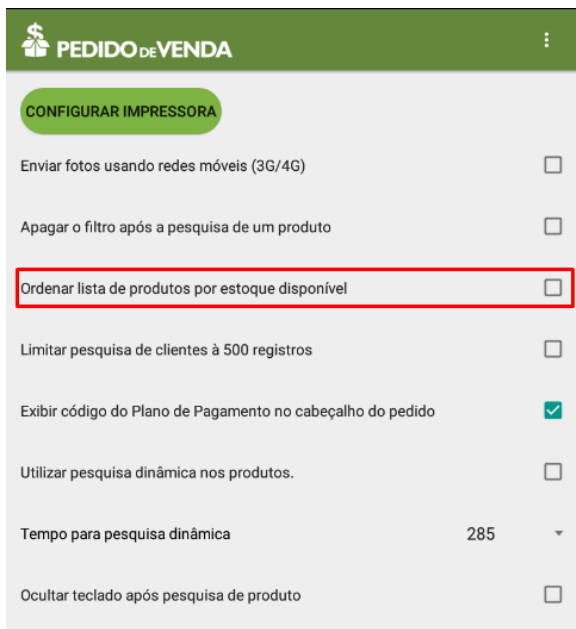 PEDIDO DE VENDA
CONFIGURAR IMPRESSORA
Enviar fotos usando redes móveis (3G/4G)
Apagar o filtro após a pesquisa de um produto
Ordenar lista de produtos por estoque disponível
Limitar pesquisa de clientes à 500 registros
Exibir código do Plano de Pagamento no cabeçalho do pedido
Utilizar pesquisa dinâmica nos produtos.
Tempo para pesquisa dinâmica 285
Ocultar teclado após pesquisa de produto